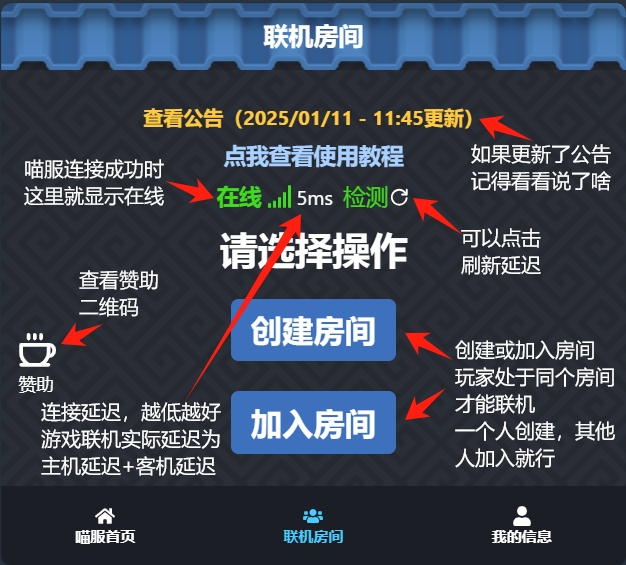 联机房间
查看公告（2025/01/11 - 11:45更新）
点我查看使用教程
如果更新了公告
记得看看说了啥
喵服连接成功时
这里就显示在线
在线 5ms 检测
可以点击
刷新延迟
请选择操作
查看赞助
二维码
创建房间
赞助
创建或加入房间
玩家处于同个房间
才能联机
一个人创建，其他
人加入就行
加入房间
连接延迟，越低越好
游戏联机实际延迟为
主机延迟+客机延迟
喵服首页
联机房间
我的信息